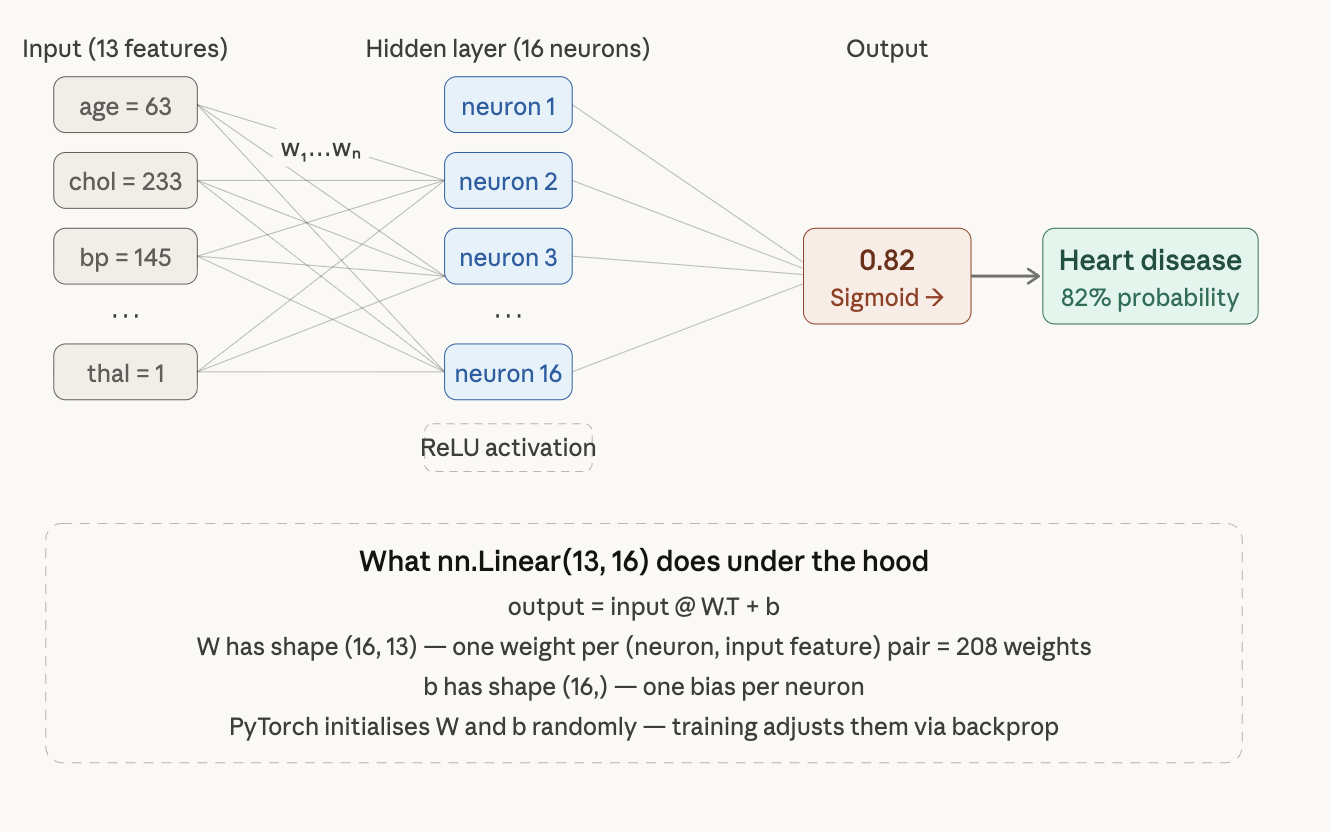 Input (13 features)
Hidden layer (16 neurons)
Output
age = 63
chol = 233
bp = 145
...
thal = 1
w₁...wₙ
neuron 1
neuron 2
neuron 3
...
neuron 16
ReLU activation
0.82
Sigmoid →
Heart disease
82% probability
What nn.Linear(13, 16) does under the hood
output = input @ W.T + b
W has shape (16, 13) — one weight per (neuron, input feature) pair = 208 weights
b has shape (16,) — one bias per neuron
PyTorch initialises W and b randomly — training adjusts them via backprop